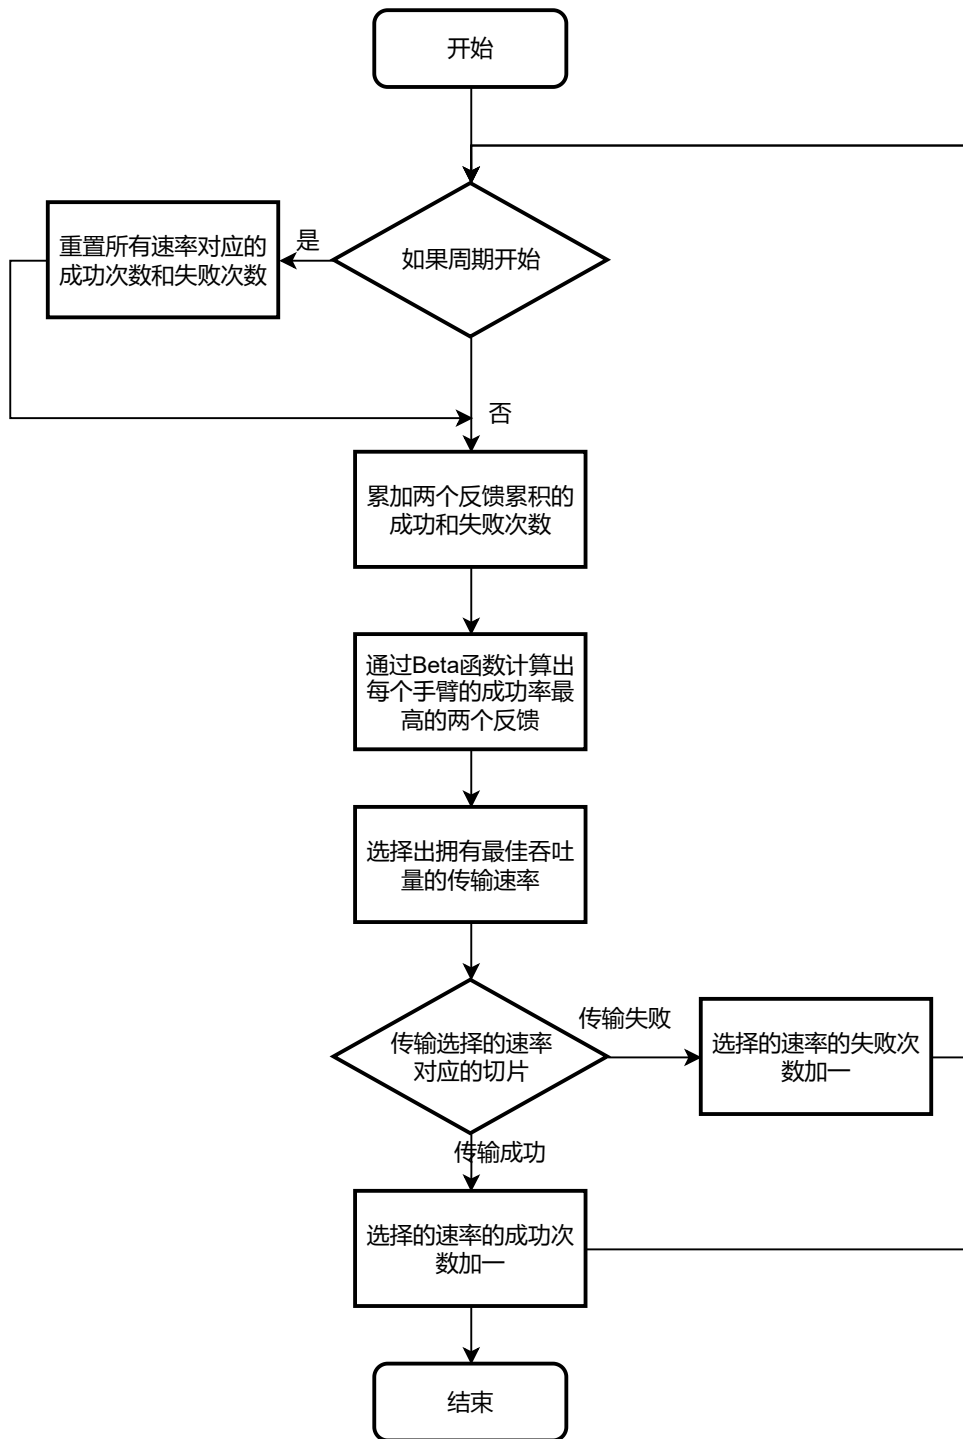 开始
如果周期开始
是
重置所有速率对应的
成功次数和失败次数
否
累加两个反馈累积的
成功和失败次数
通过Beta函数计算出
每个手臂的成功率最
高的两个反馈
选择出拥有最佳吞吐
量的传输速率
传输选择的速率
对应的切片
传输失败
选择的速率的失败次
数加一
传输成功
选择的速率的成功次
数加一
结束